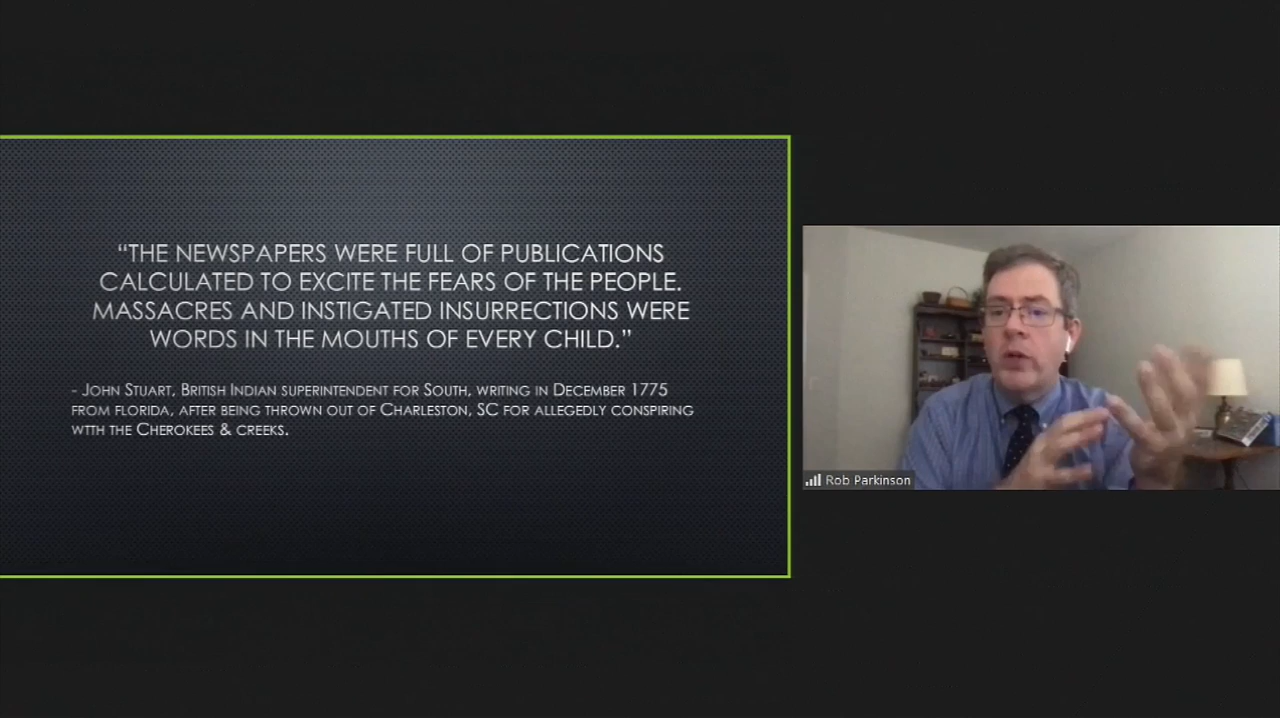 “THE NEWSPAPERS WERE FULL OF PUBLICATIONS
CALCULATED TO EXCITE THE FEARS OF THE PEOPLE.
MASSACRES AND INSTIGATED INSURRECTIONS WERE
WORDS IN THE MOUTHS OF EVERY CHILD.”
- JOHN STUART, BRITISH INDIAN SUPERINTENDENT FOR SOUTH, WRITING IN DECEMBER 1775
FROM FLORIDA, AFTER BEING THROWN OUT OF CHARLESTON, SC FOR ALLEGEDLY CONSPIRING
WTTH THE CHEROKEES & CREEKS.
Rob Parkinson